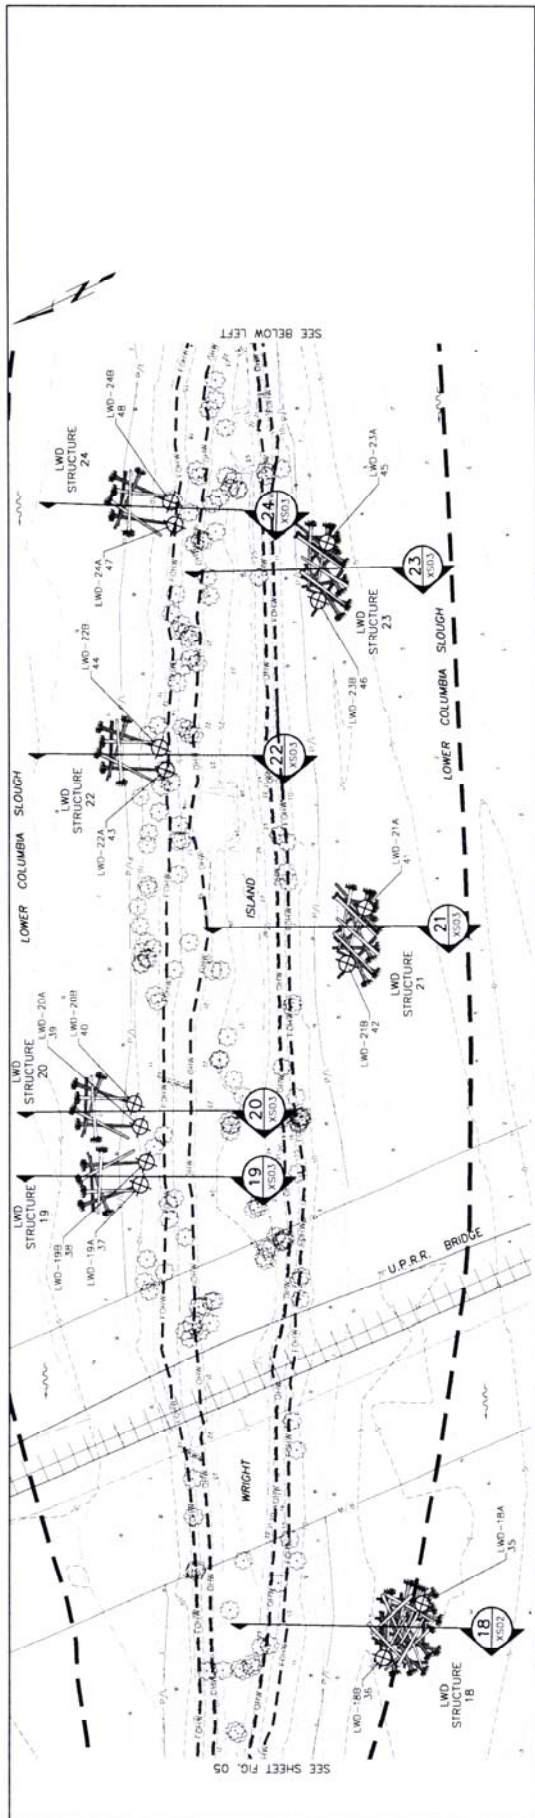 SEE SHEET FIG. 05
LWD
STRUCTURE
18
LWD-18B
36
LWD-18A
35
18
XS02
WRIGHT
U.P.R.R. BRIDGE
LWD
STRUCTURE
19
LWD-19B
38
LWD-19A
37
19
XS03
LWD
STRUCTURE
20
LWD-20A
39
LWD-20B
40
20
XS03
LOWER COLUMBIA SLOUGH
ISLAND
LWD-21B
42
LWD
STRUCTURE
21
LWD-21A
41
21
XS03
LWD
STRUCTURE
22
LWD-22A
43
LWD-22B
44
22
XS03
LOWER COLUMBIA SLOUGH
LWD-23B
46
LWD
STRUCTURE
23
LWD-23A
45
23
XS03
LWD
STRUCTURE
24
LWD-24A
47
LWD-24B
48
24
XS03
SEE BELOW LEFT